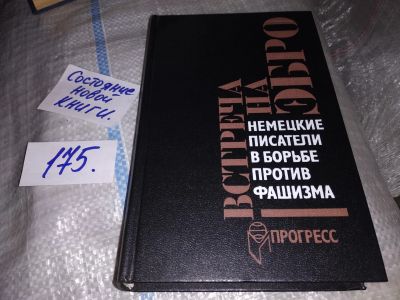 Состояние
новой
книги.
175.
ВСТРЕЧА
НА
ЭБРО
НЕМЕЦКИЕ
ПИСАТЕЛИ
В БОРЬБЕ
ПРОТИВ
ФАШИЗМА
ПРОГРЕСС